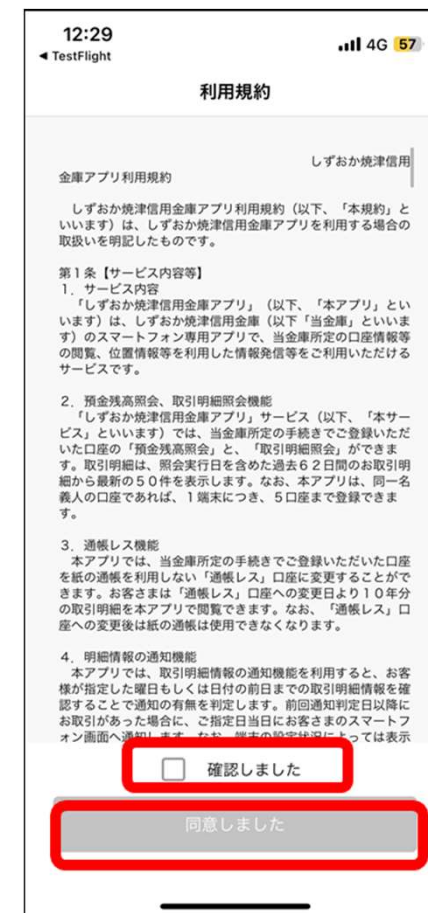 12:29
◀ TestFlight
4G 57
利用規約
しずおか焼津信用
金庫アプリ利用規約
しずおか焼津信用金庫アプリ利用規約（以下、「本規約」と
いいます）は、しずおか焼津信用金庫アプリを利用する場合の
取扱いを明記したものです。
第1条【サービス内容等】
1．サービス内容
「しずおか焼津信用金庫アプリ」（以下、「本アプリ」とい
います）は、しずおか焼津信用金庫（以下「当金庫」といいま
す）のスマートフォン専用アプリで、当金庫所定の口座情報等
の閲覧、位置情報等を利用した情報発信等をご利用いただける
サービスです。
2．預金残高照会、取引明細照会機能
「しずおか焼津信用金庫アプリ」サービス（以下、「本サー
ビス」といいます）では、当金庫所定の手続きでご登録いただ
いた口座の「預金残高照会」と、「取引明細照会」ができま
す。取引明細は、照会実行日を含めた過去６２日間のお取引明
細から最新の５０件を表示します。なお、本アプリは、同一名
義人の口座であれば、１端末につき、５口座まで登録できま
す。
3．通帳レス機能
本アプリでは、当金庫所定の手続きでご登録いただいた口座
を紙の通帳を利用しない「通帳レス」口座に変更することがで
きます。お客さまは「通帳レス」口座への変更日より１０年分
の取引明細を本アプリで閲覧できます。なお、「通帳レス」口
座への変更後は紙の通帳は使用できなくなります。
4．明細情報の通知機能
本アプリでは、取引明細情報の通知機能を利用すると、お客
様が指定した曜日もしくは日付の前日までの取引明細情報を確
認することで通知の有無を判定します。前回通知判定日以降に
お取引があった場合に、ご指定日当日にお客さまのスマートフ
ォン画面へ通知します。なお、端末の設定状況によっては表示
確認しました
同意しました